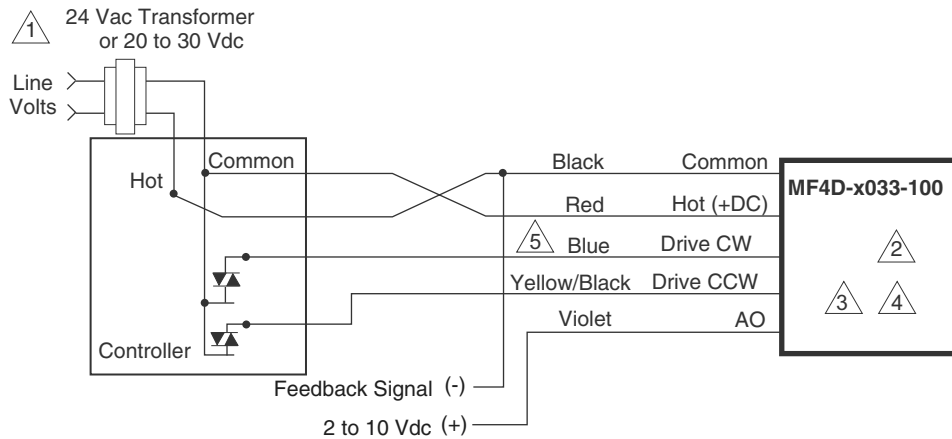 1
24 Vac Transformer
or 20 to 30 Vdc
Line
Volts
Common
Hot
Black
Common
MF4D-x033-100
Red
Hot (+DC)
5
Blue
Drive CW
2
Yellow/Black
Drive CCW
3
4
Violet
AO
Controller
Feedback Signal (-)
2 to 10 Vdc (+)